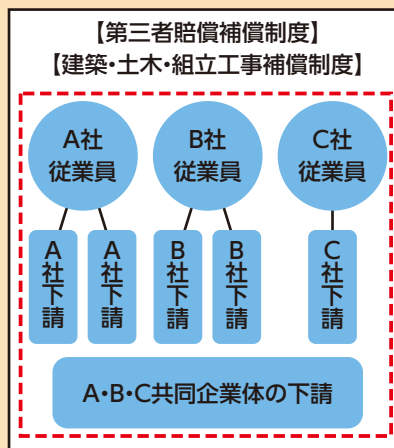 【第三者賠償補償制度】
【建築・土木・組立工事補償制度】
A社
従業員
B社
従業員
C社
従業員
A社下請
A社下請
B社下請
B社下請
C社下請
A・B・C共同企業体の下請